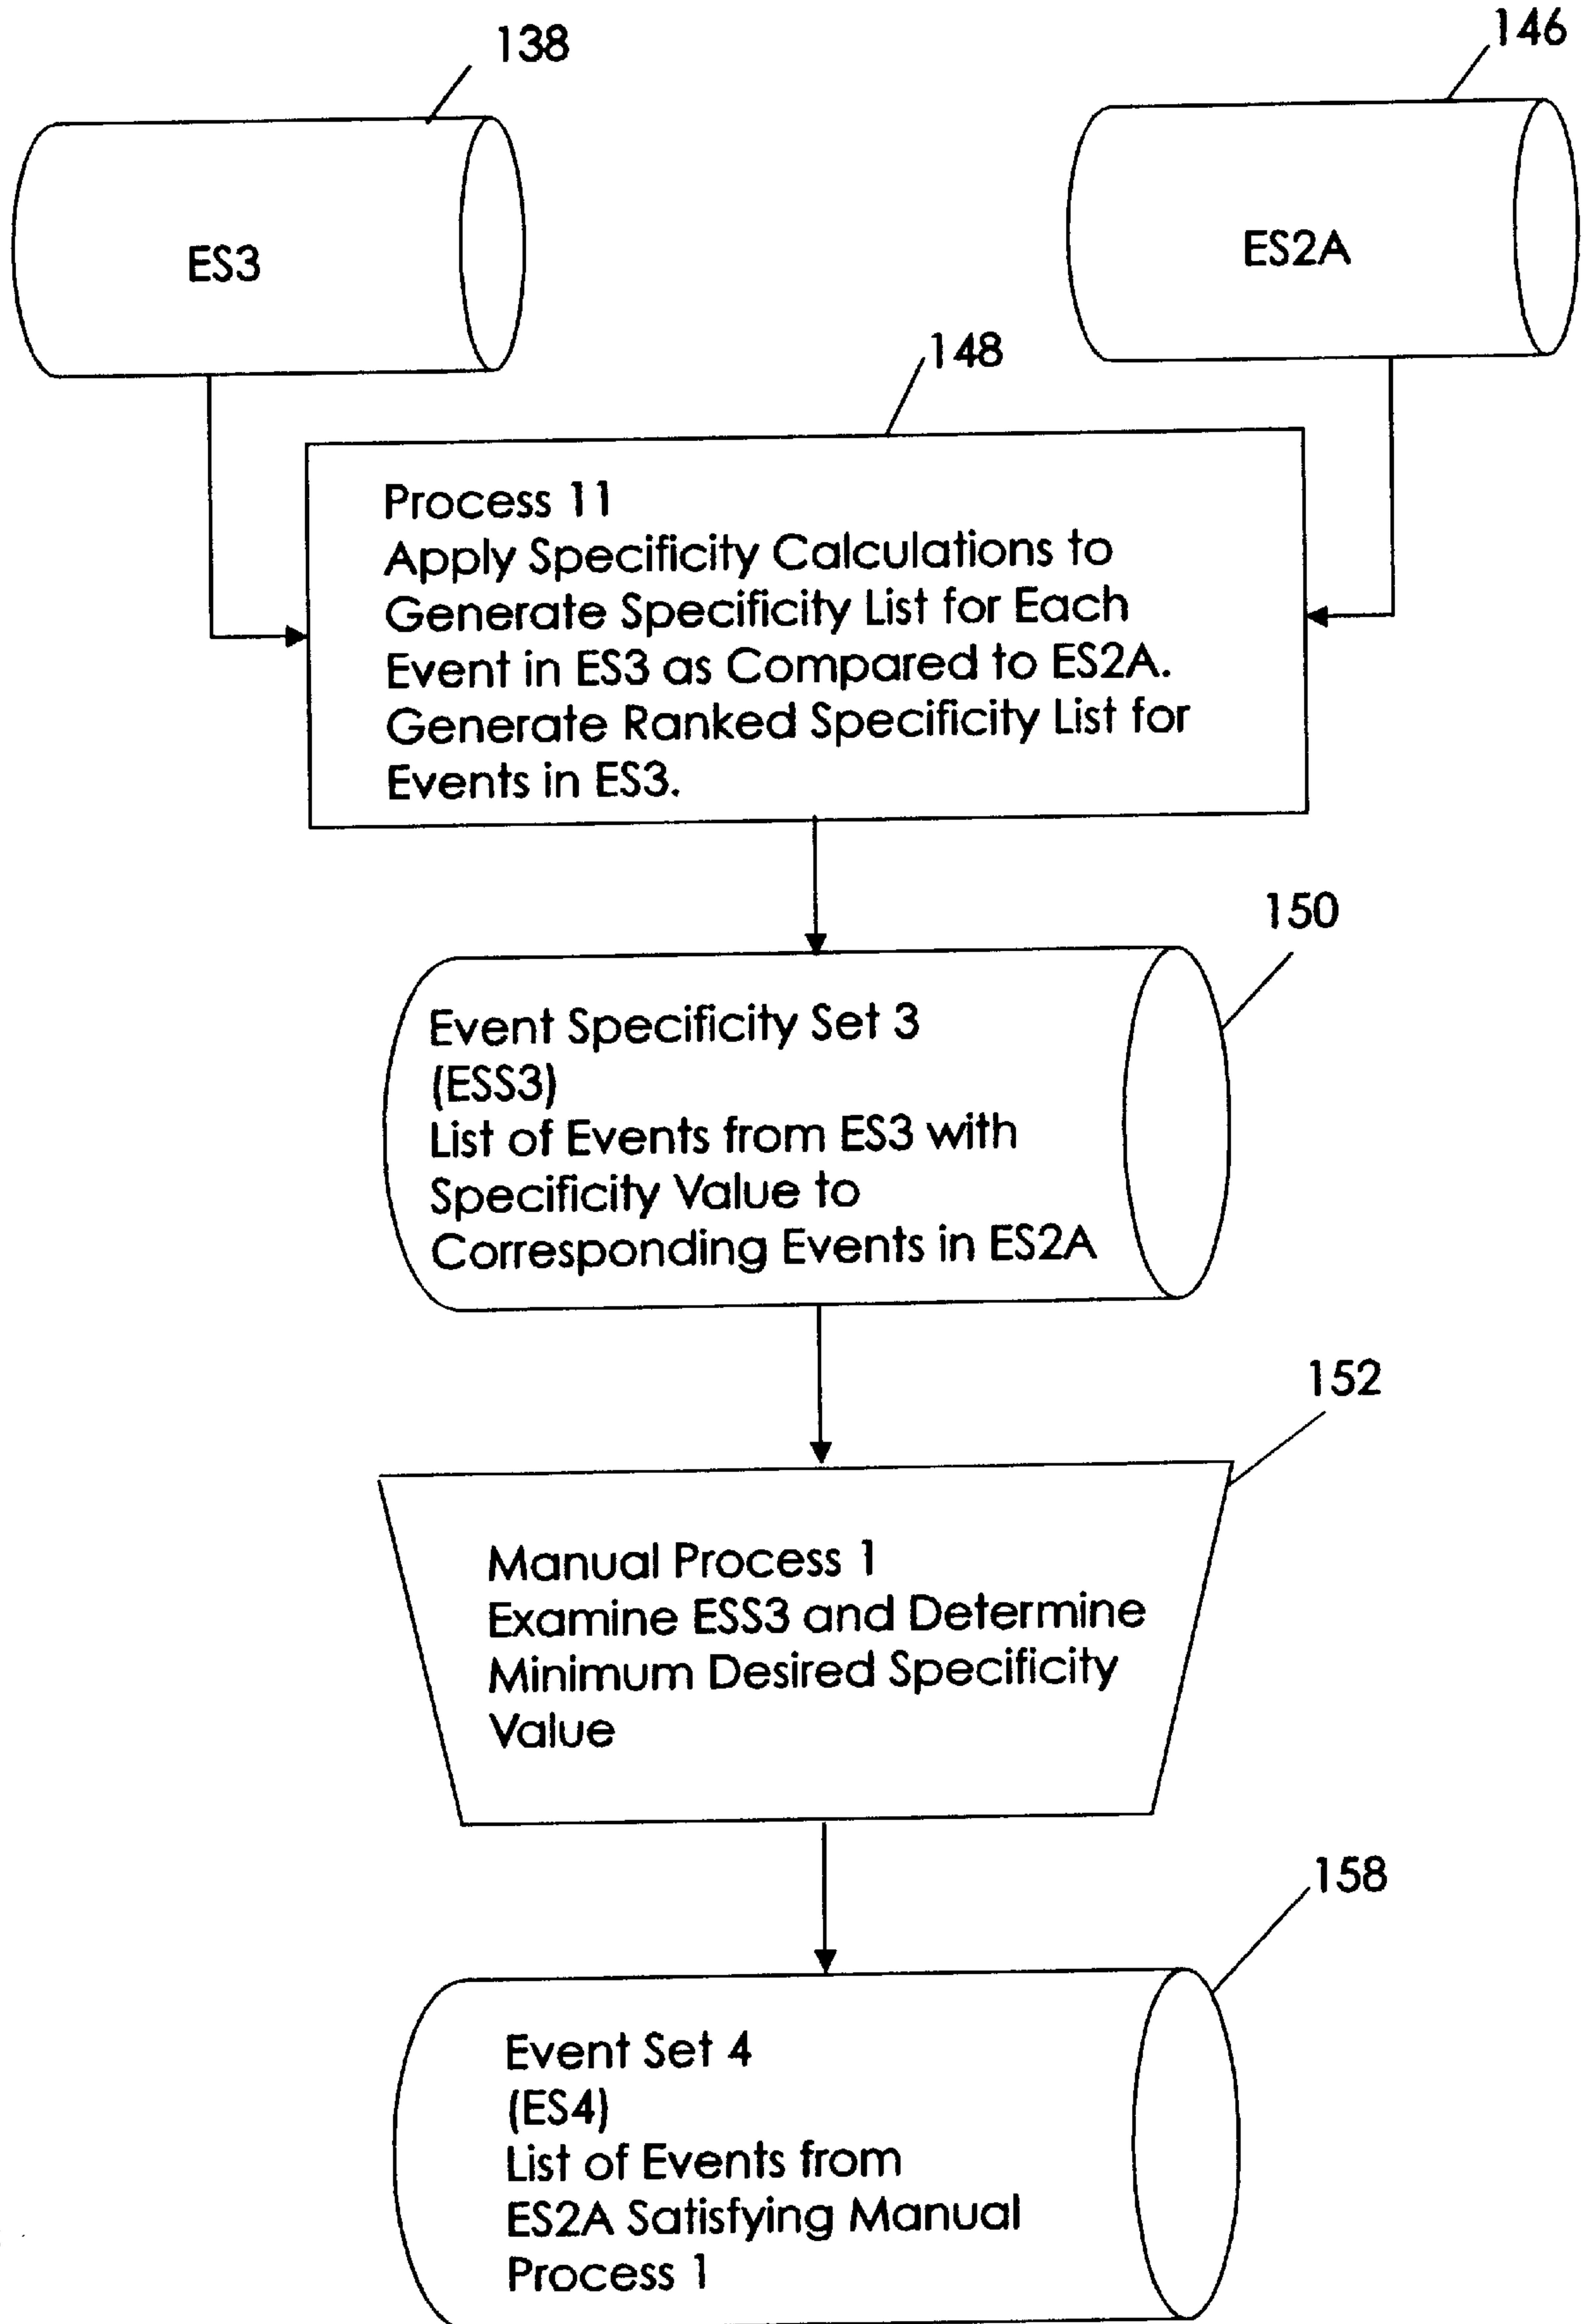 138
146
ES3
ES2A
148
Process 11
Apply Specificity Calculations to
Generate Specificity List for Each
Event in ES3 as Compared to ES2A.
Generate Ranked Specificity List for
Events in ES3.
150
Event Specificity Set 3
(ESS3)
List of Events from ES3 with
Specificity Value to
Corresponding Events in ES2A
152
Manual Process 1
Examine ESS3 and Determine
Minimum Desired Specificity
Value
158
Event Set 4
(ES4)
List of Events from
ES2A Satisfying Manual
Process 1